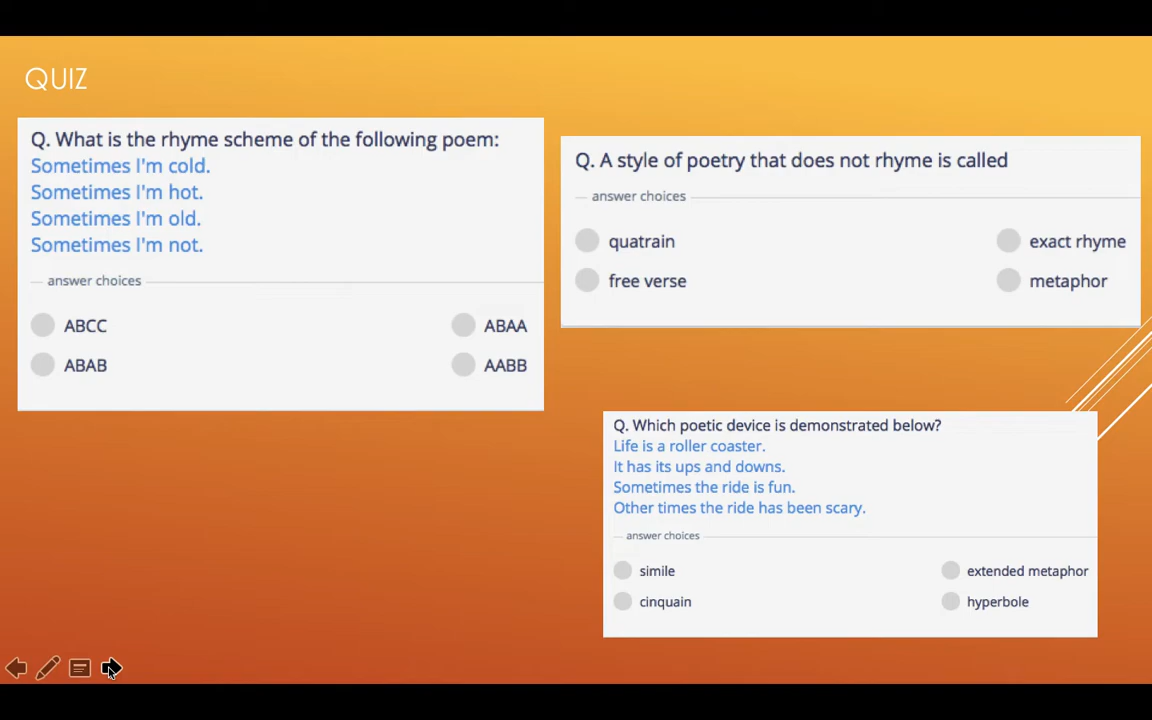 QUIZ
Q. What is the rhyme scheme of the following poem:
Sometimes I'm cold.
Sometimes I'm hot.
Sometimes I'm old.
Sometimes I'm not.
answer choices
ABCC
ABAA
ABAB
AABB
Q. A style of poetry that does not rhyme is called
answer choices
quatrain
exact rhyme
free verse
metaphor
Q. Which poetic device is demonstrated below?
Life is a roller coaster.
It has its ups and downs.
Sometimes the ride is fun.
Other times the ride has been scary.
answer choices
simile
extended metaphor
cinquain
hyperbole